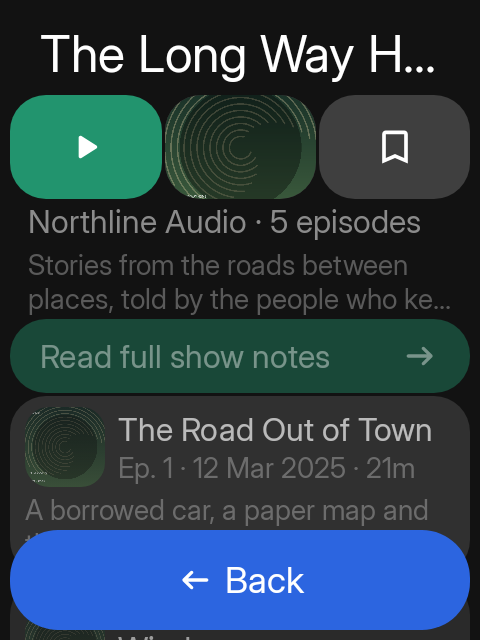 The Long Way H...
Northline Audio · 5 episodes
Stories from the roads between
places, told by the people who ke...
Read full show notes
The Road Out of Town
Ep. 1 · 12 Mar 2025 · 21m
A borrowed car, a paper map and
Back